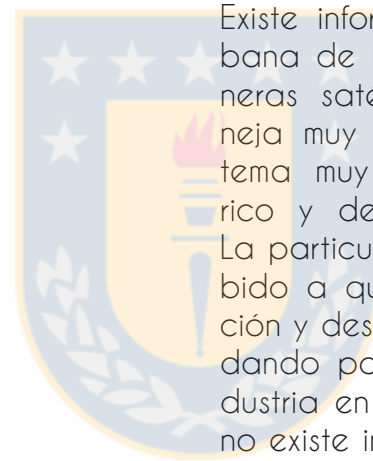 Existe infor
bana de
neras sate
neja muy
tema muy
rico y de
La particu
bido a qu
ción y des
dando po
dustria en
no existe in